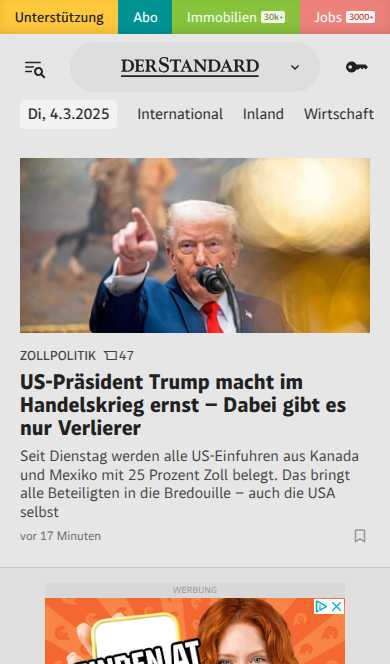 Unterstützung Abo Immobilien 30k+ Jobs 3000+
DERSTANDARD
Di, 4.3.2025 International Inland Wirtschaft
ZOLLPOLITIK 47
US-Präsident Trump macht im
Handelskrieg ernst – Dabei gibt es
nur Verlierer
Seit Dienstag werden alle US-Einfuhren aus Kanada
und Mexiko mit 25 Prozent Zoll belegt. Das bringt
alle Beteiligten in die Bredouille – auch die USA
selbst
vor 17 Minuten
WERBUNG